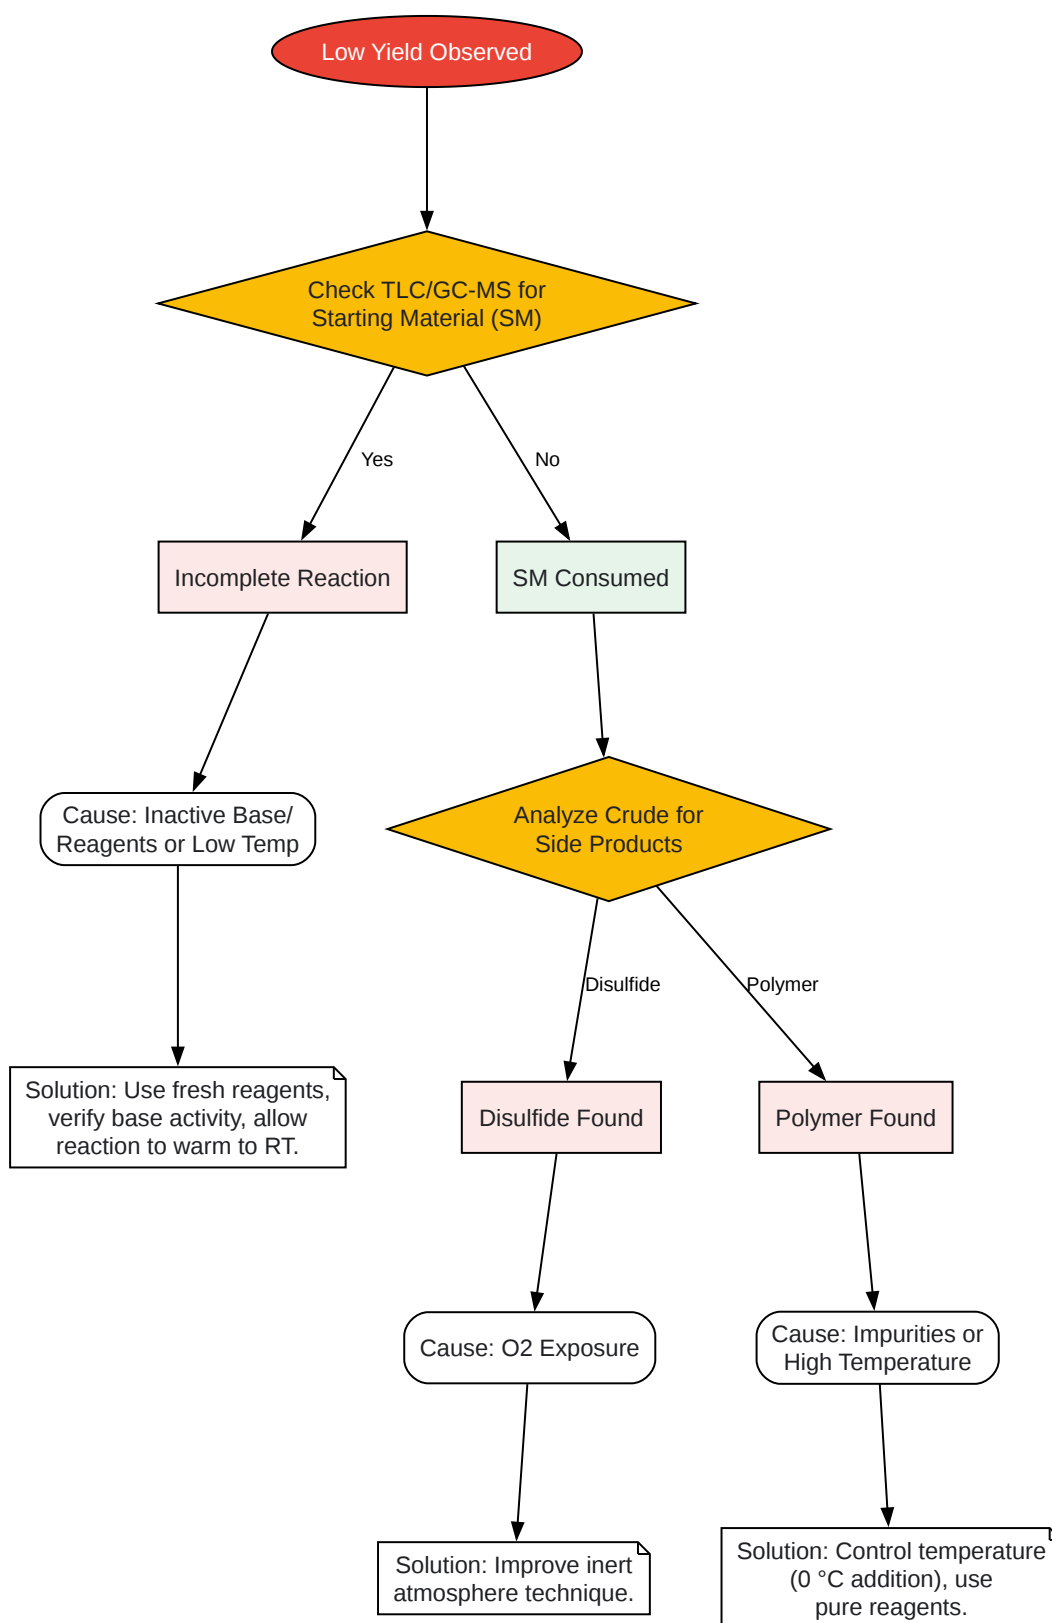 Low Yield Observed
Check TLC/GC-MS for
Starting Material (SM)
Yes
No
Incomplete Reaction
SM Consumed
Cause: Inactive Base/
Reagents or Low Temp
Analyze Crude for
Side Products
Disulfide
Polymer
Solution: Use fresh reagents,
verify base activity, allow
reaction to warm to RT.
Disulfide Found
Polymer Found
Cause: O2 Exposure
Cause: Impurities or
High Temperature
Solution: Improve inert
atmosphere technique.
Solution: Control temperature
(0 °C addition), use
pure reagents.